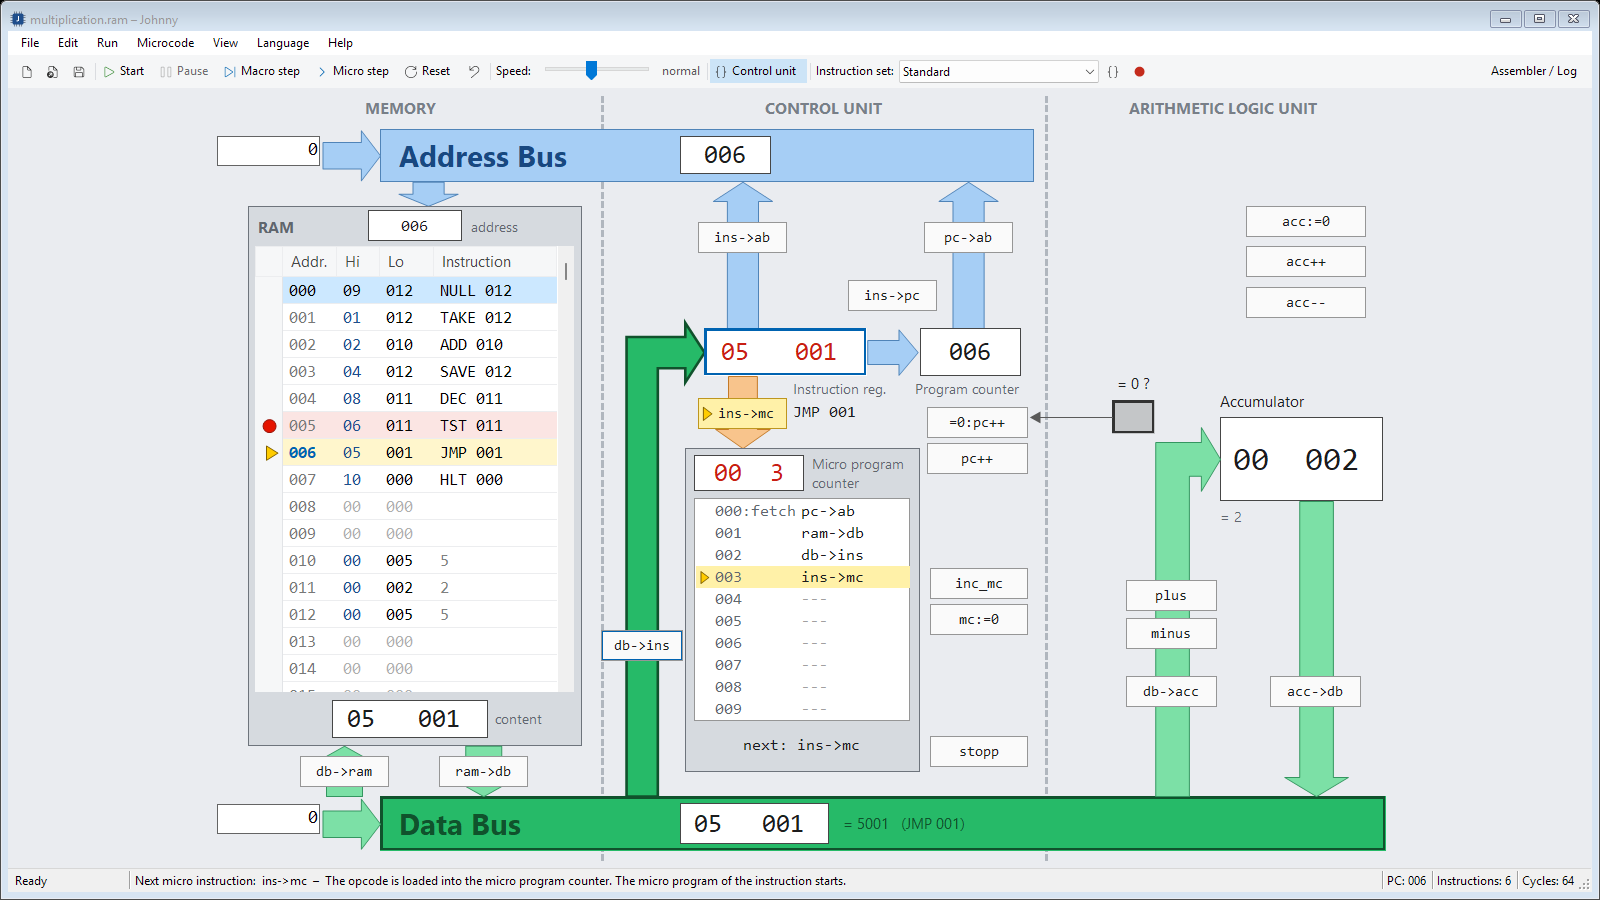 multiplication.ram – Johnny
File Edit Run Microcode View Language Help
Start Pause Macro step Micro step Reset Speed: normal {} Control unit Instruction set: Standard {} Assembler / Log
MEMORY CONTROL UNIT ARITHMETIC LOGIC UNIT
0 Address Bus 006
RAM 006 address
ins->ab pc->ab
acc:=0
acc++
acc--
ins->pc
Addr. Hi Lo Instruction
000 09 012 NULL 012
001 01 012 TAKE 012
002 02 010 ADD 010
003 04 012 SAVE 012
004 08 011 DEC 011
005 06 011 TST 011
006 05 001 JMP 001
007 10 000 HLT 000
008 00 000
009 00 000
010 00 005 5
011 00 002 2
012 00 005 5
013 00 000
014 00 000
015 00 000
05 001 content
db->ram ram->db
05 001 006
Instruction reg. Program counter
ins->mc JMP 001
=0:pc++
pc++
= 0 ?
Accumulator
00 002
= 2
00 3 Micro program
counter
000:fetch pc->ab
001 ram->db
002 db->ins
003 ins->mc
004 ---
005 ---
006 ---
007 ---
008 ---
009 ---
next: ins->mc
inc_mc
mc:=0
stopp
db->ins
plus
minus
db->acc acc->db
0 Data Bus 05 001 = 5001 (JMP 001)
Ready Next micro instruction: ins->mc – The opcode is loaded into the micro program counter. The micro program of the instruction starts. PC: 006 Instructions: 6 Cycles: 64